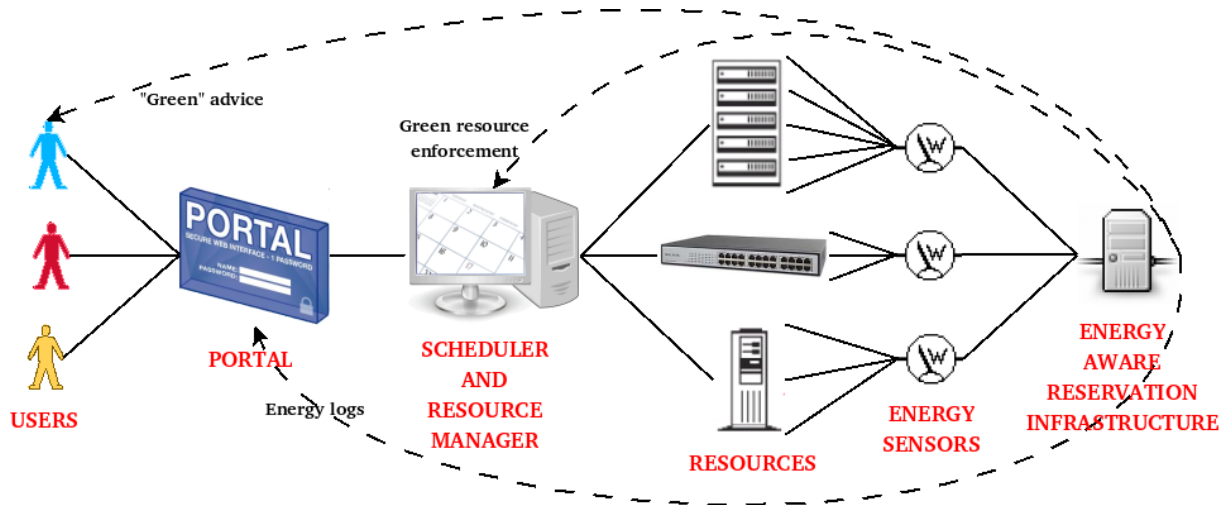 "Green" advice
Green resource
enforcement
PORTAL
SECURE WEB INTERFACE - 1 PASSWORD
NAME:
PASSWORD:
W
W
W
USERS
PORTAL
Energy logs
SCHEDULER
AND
RESOURCE
MANAGER
RESOURCES
ENERGY
SENSORS
ENERGY
AWARE
RESERVATION
INFRASTRUCTURE